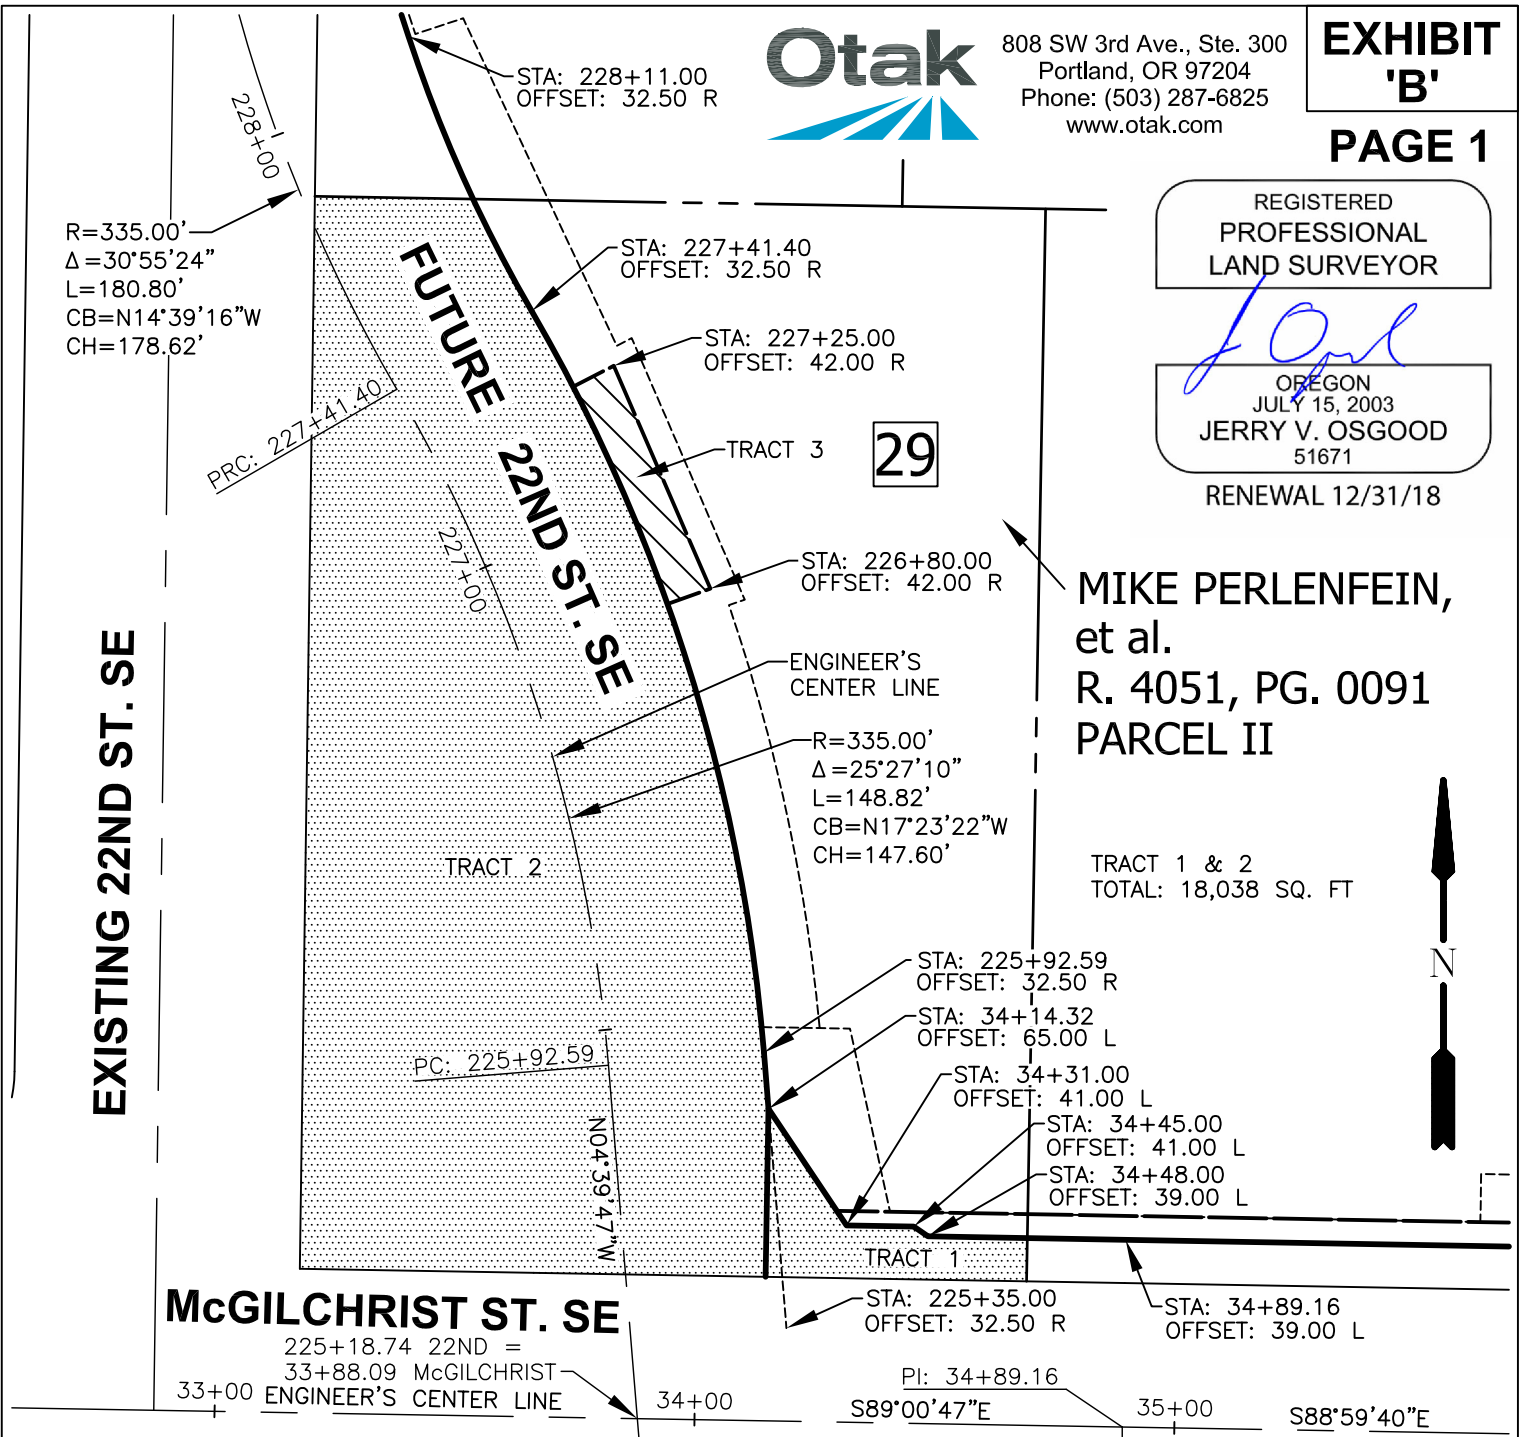 Otak
808 SW 3rd Ave., Ste. 300
Portland, OR 97204
Phone: (503) 287-6825
www.otak.com
EXHIBIT
'B'
PAGE 1
REGISTERED
PROFESSIONAL
LAND SURVEYOR
OREGON
JULY 15, 2003
JERRY V. OSGOOD
51671
RENEWAL 12/31/18
STA: 228+11.00
OFFSET: 32.50 R
228+00
R=335.00'
Δ=30°55'24"
L=180.80'
CB=N14°39'16"W
CH=178.62'
STA: 227+41.40
OFFSET: 32.50 R
STA: 227+25.00
OFFSET: 42.00 R
PRC: 227+41.40
FUTURE 22ND ST. SE
TRACT 3
29
227+00
STA: 226+80.00
OFFSET: 42.00 R
MIKE PERLENFEIN,
et al.
R. 4051, PG. 0091
PARCEL II
ENGINEER'S
CENTER LINE
R=335.00'
Δ=25°27'10"
L=148.82'
CB=N17°23'22"W
CH=147.60'
EXISTING 22ND ST. SE
TRACT 2
TRACT 1 & 2
TOTAL: 18,038 SQ. FT
N
STA: 225+92.59
OFFSET: 32.50 R
STA: 34+14.32
OFFSET: 65.00 L
PC: 225+92.59
STA: 34+31.00
OFFSET: 41.00 L
STA: 34+45.00
OFFSET: 41.00 L
STA: 34+48.00
OFFSET: 39.00 L
N04°39'47"W
TRACT 1
STA: 225+35.00
OFFSET: 32.50 R
STA: 34+89.16
OFFSET: 39.00 L
McGILCHRIST ST. SE
225+18.74 22ND =
33+88.09 McGILCHRIST
33+00 ENGINEER'S CENTER LINE
34+00
PI: 34+89.16
S89°00'47"E
35+00
S88°59'40"E